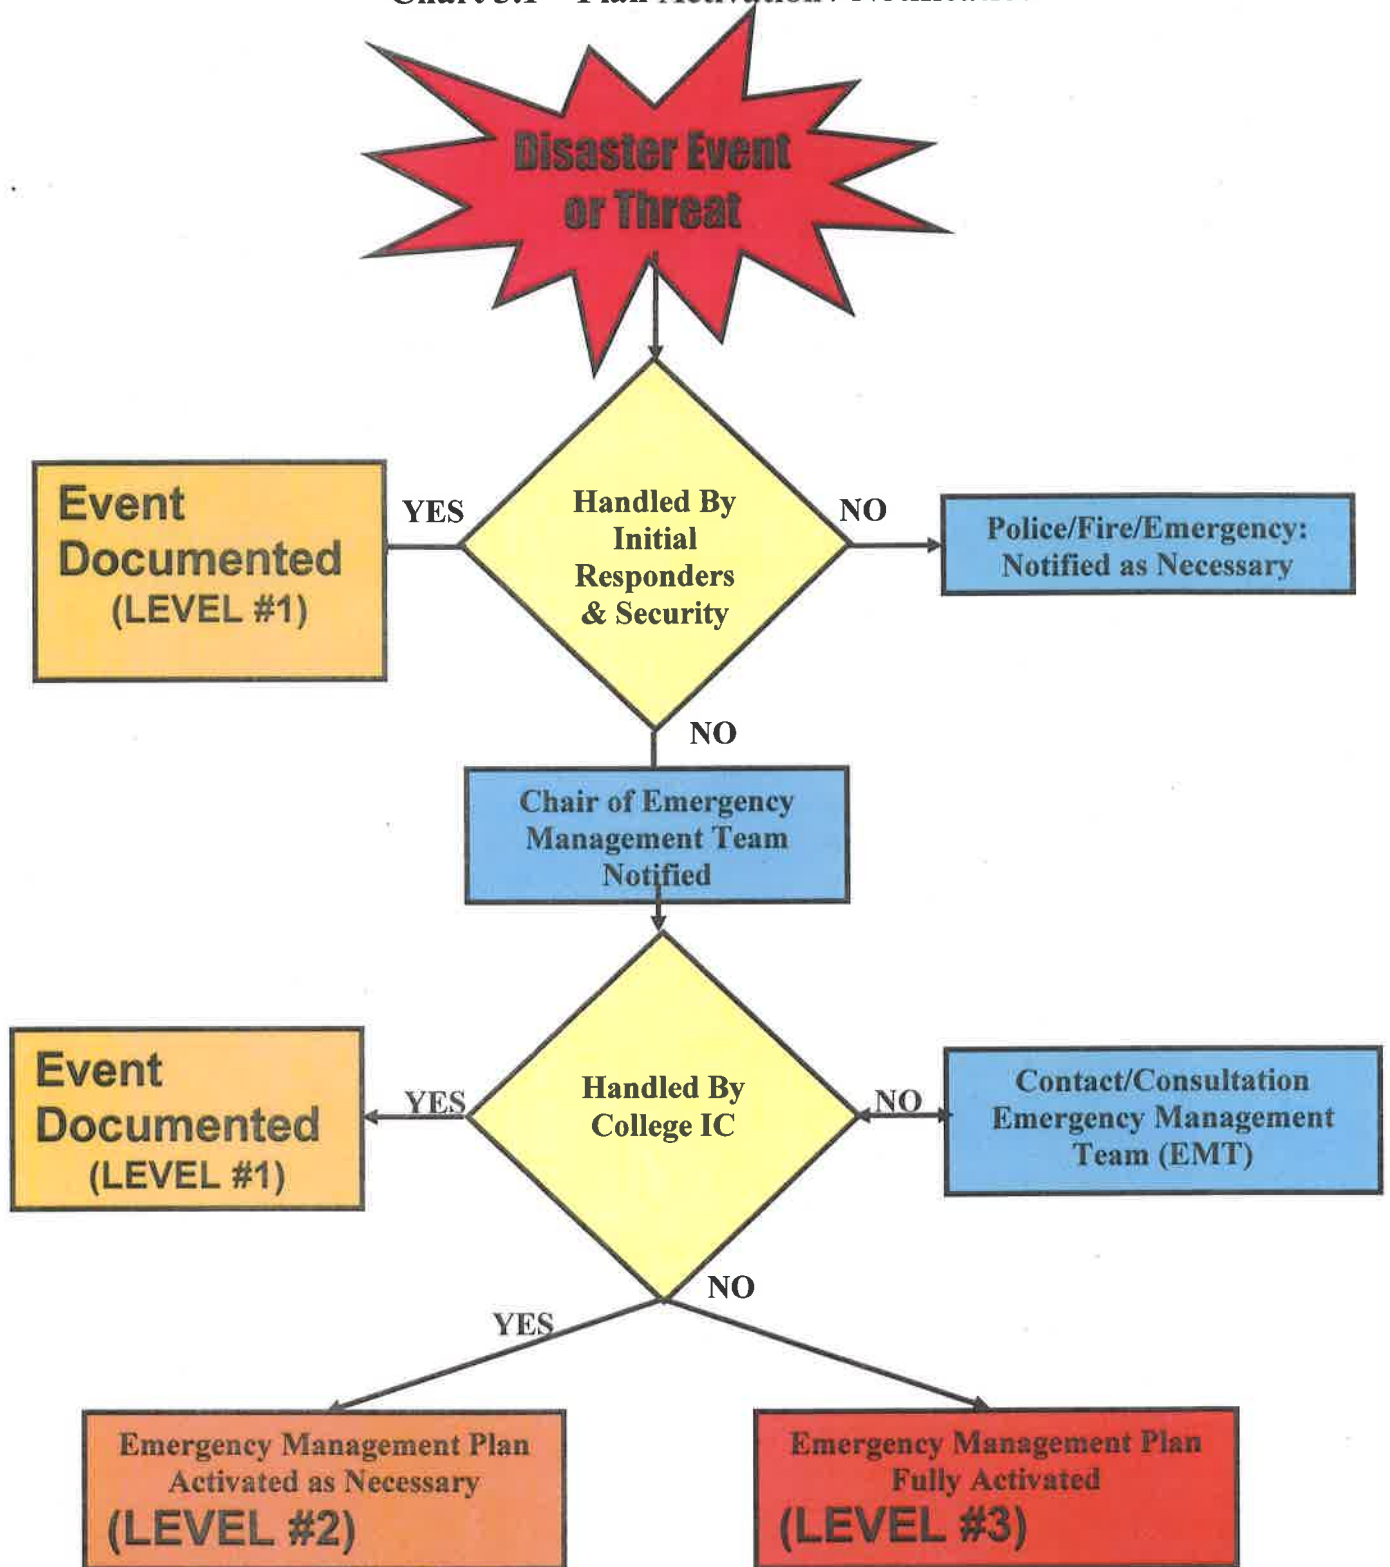 Disaster Event
or Threat
YES
Handled By
Initial
Responders
& Security
NO
Event
Documented
(LEVEL #1)
Police/Fire/Emergency:
Notified as Necessary
NO
Chair of Emergency
Management Team
Notified
Event
Documented
(LEVEL #1)
YES
Handled By
College IC
NO
Contact/Consultation
Emergency Management
Team (EMT)
NO
YES
Emergency Management Plan
Activated as Necessary
(LEVEL #2)
Emergency Management Plan
Fully Activated
(LEVEL #3)